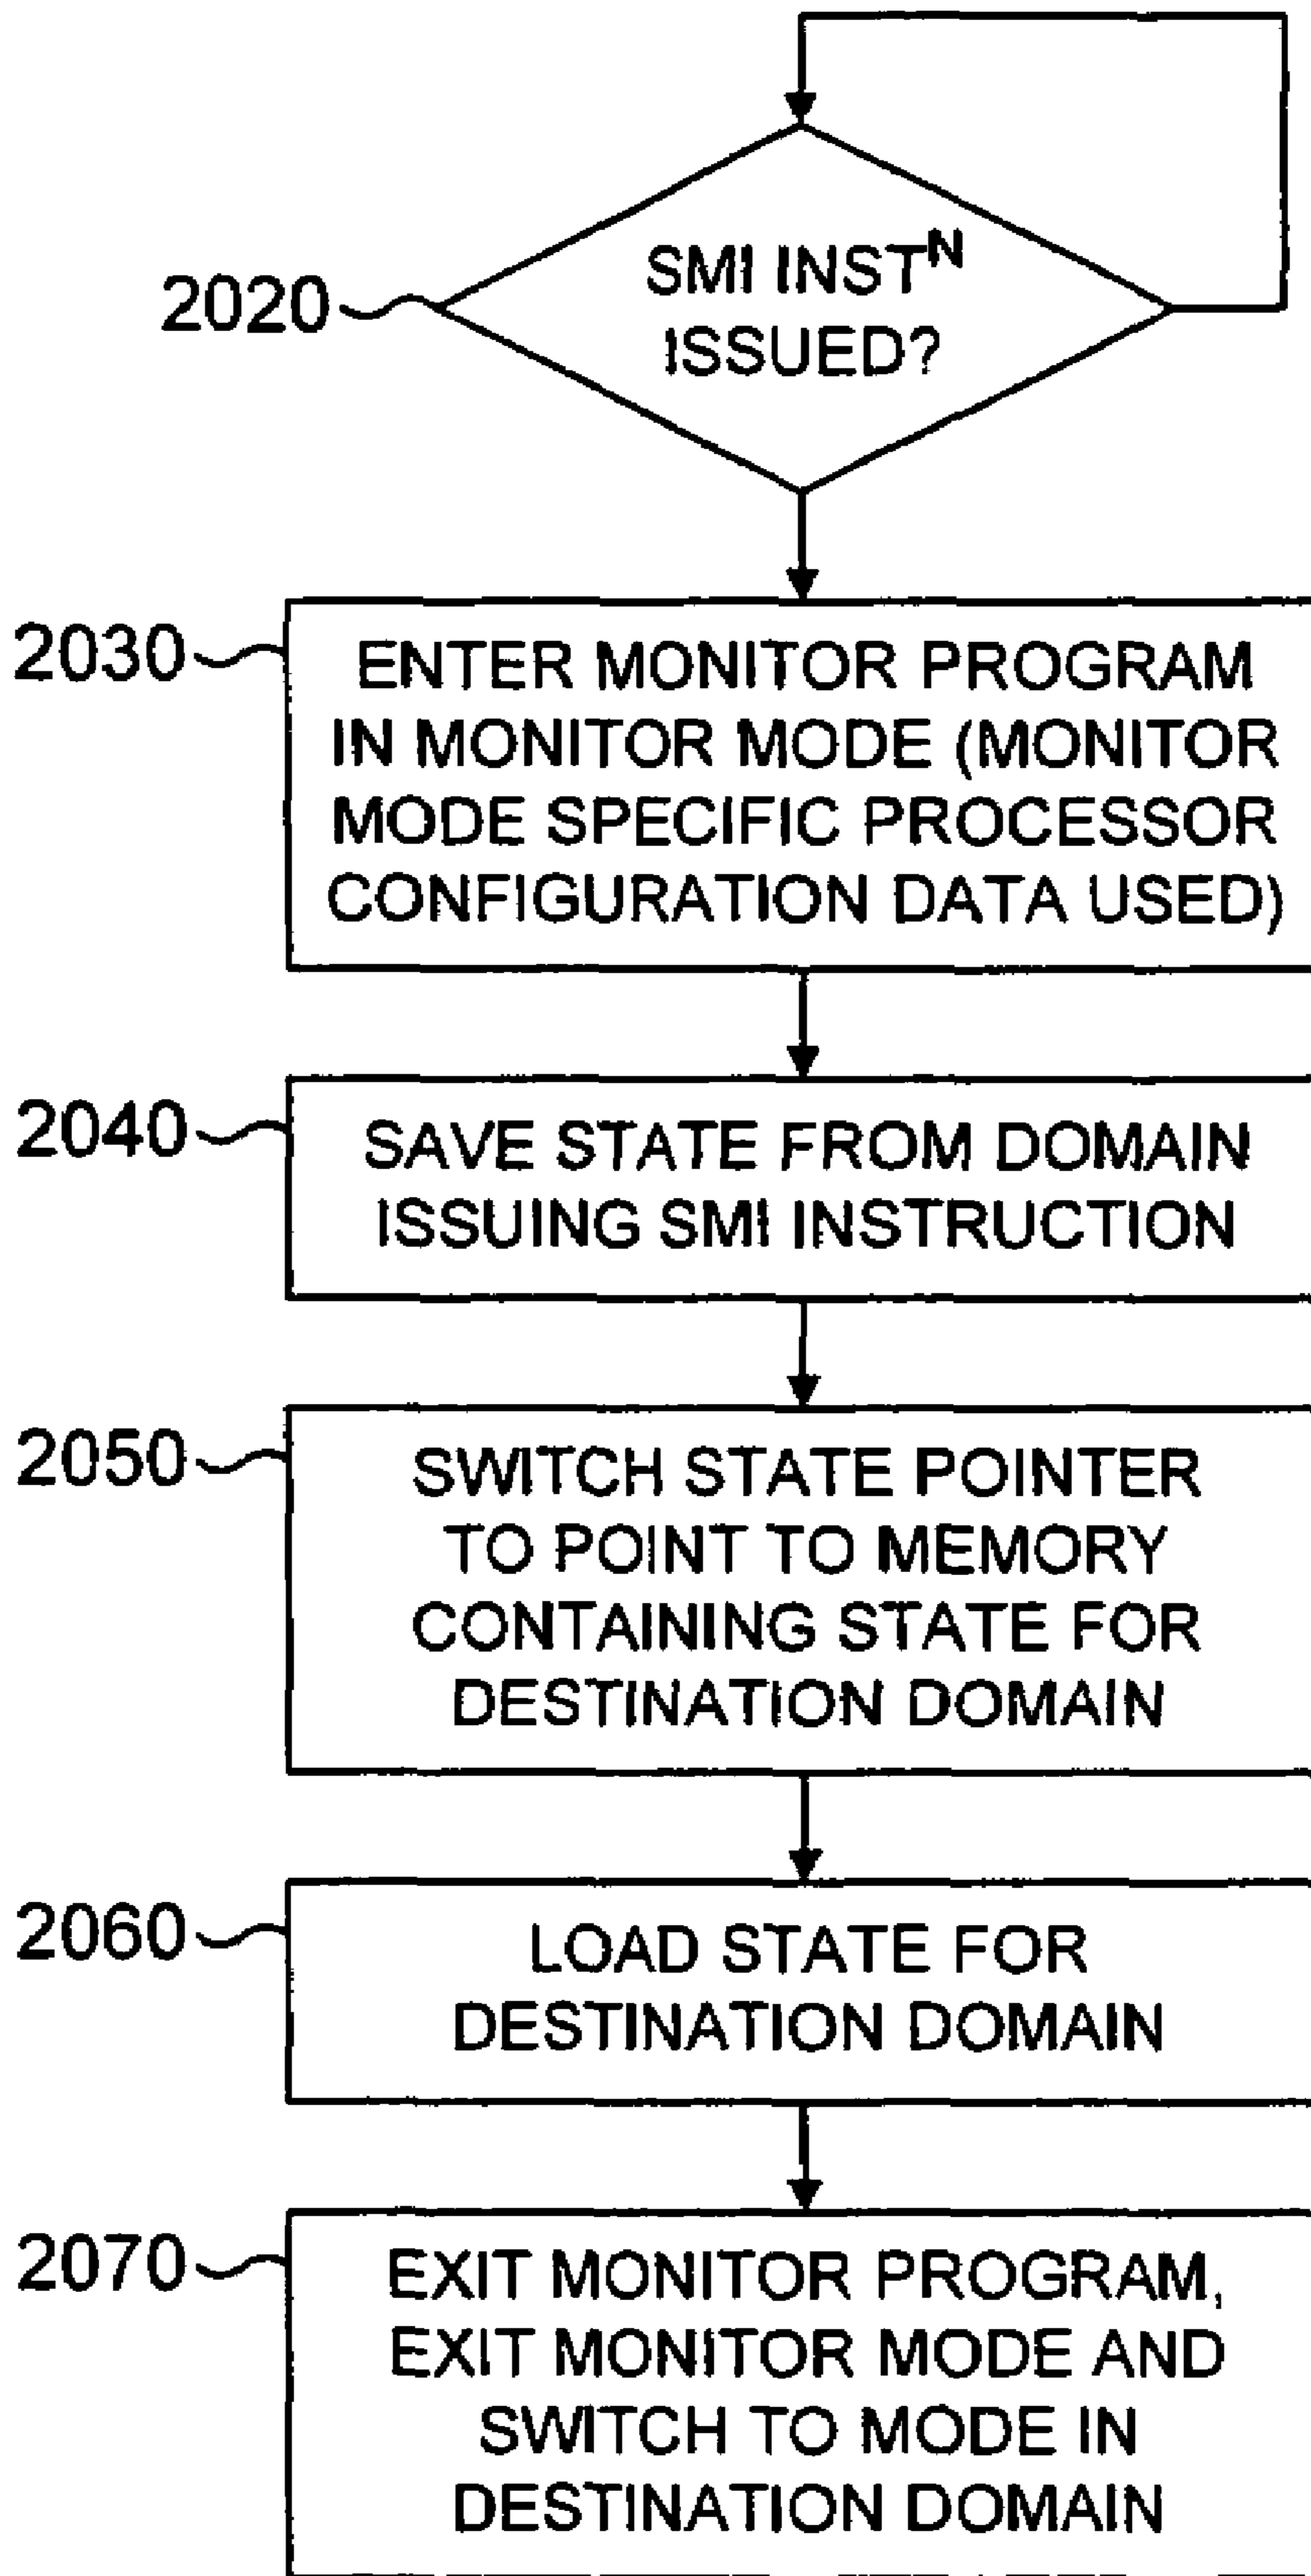 2020
SMI INSTᴺ
ISSUED?
2030
ENTER MONITOR PROGRAM
IN MONITOR MODE (MONITOR
MODE SPECIFIC PROCESSOR
CONFIGURATION DATA USED)
2040
SAVE STATE FROM DOMAIN
ISSUING SMI INSTRUCTION
2050
SWITCH STATE POINTER
TO POINT TO MEMORY
CONTAINING STATE FOR
DESTINATION DOMAIN
2060
LOAD STATE FOR
DESTINATION DOMAIN
2070
EXIT MONITOR PROGRAM,
EXIT MONITOR MODE AND
SWITCH TO MODE IN
DESTINATION DOMAIN